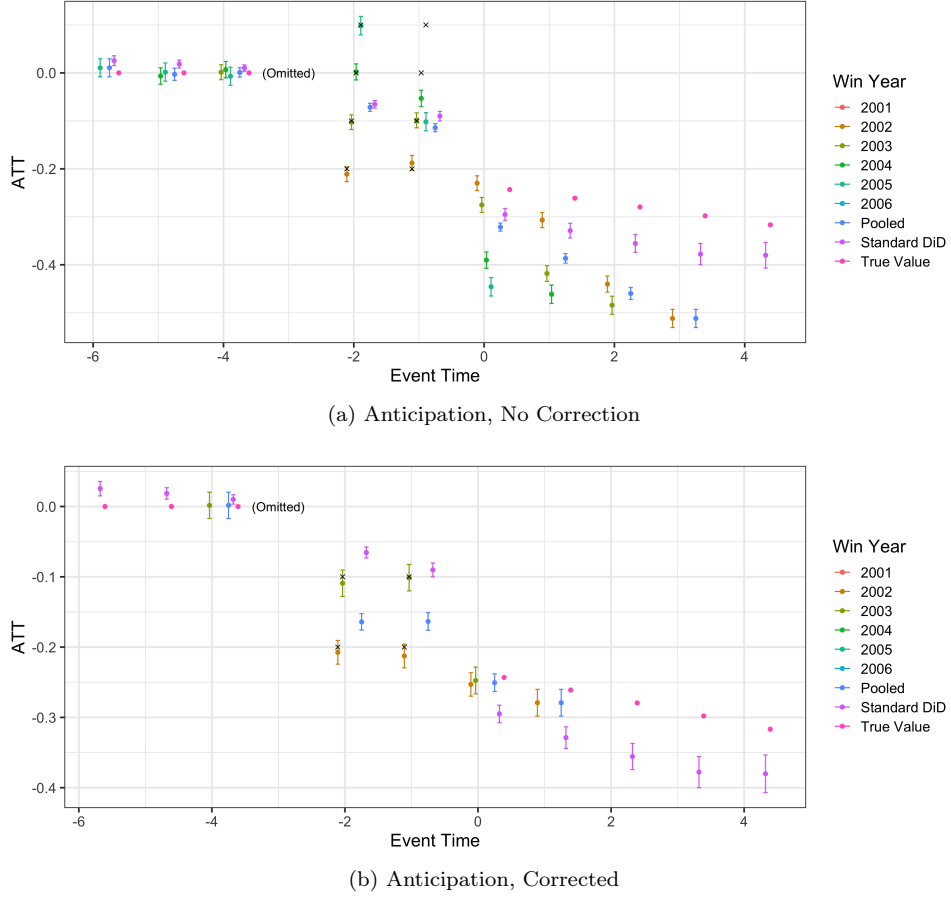 0.0
-0.2
-0.4
ATT
(Omitted)
-6
-4
-2
0
2
4
Event Time
Win Year
2001
2002
2003
2004
2005
2006
Pooled
Standard DiD
True Value
(a) Anticipation, No Correction
0.0
-0.1
-0.2
-0.3
-0.4
ATT
(Omitted)
-6
-4
-2
0
2
4
Event Time
Win Year
2001
2002
2003
2004
2005
2006
Pooled
Standard DiD
True Value
(b) Anticipation, Corrected